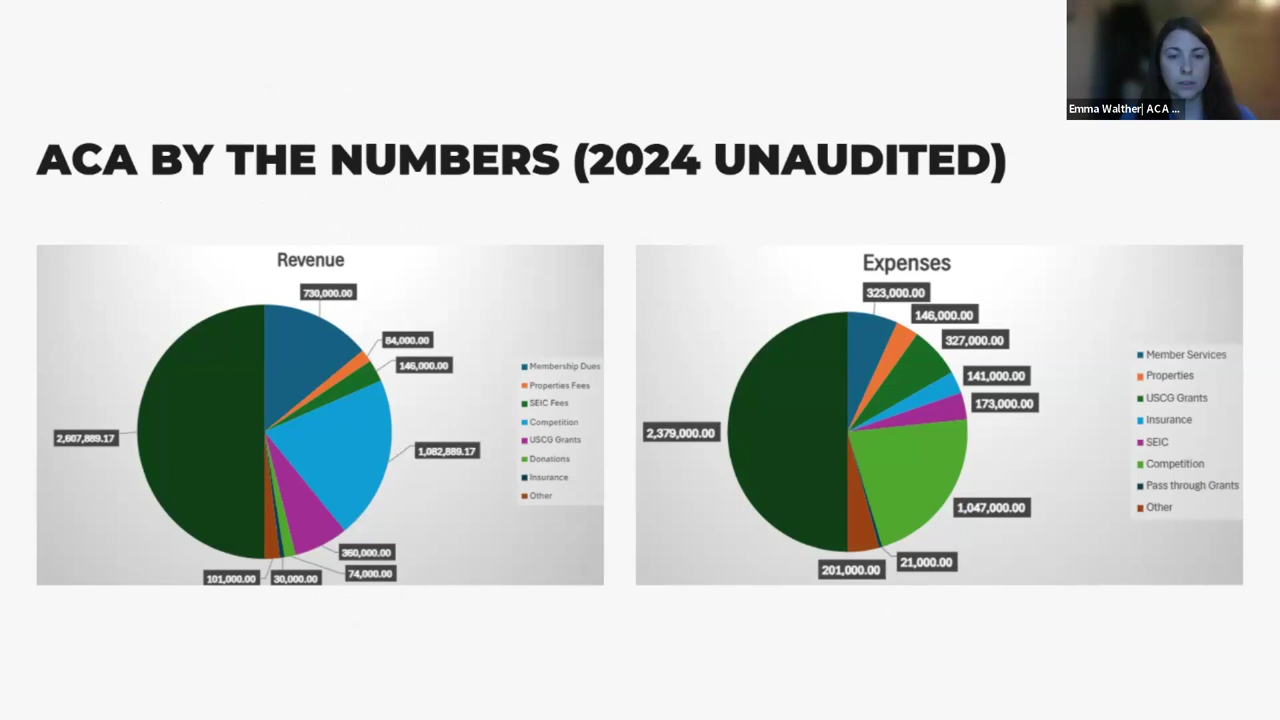 Emma Walther| ACA ...
ACA BY THE NUMBERS (2024 UNAUDITED)
Revenue
730,000.00
84,000.00
146,000.00
2,607,889.17
1,082,889.17
360,000.00
74,000.00
30,000.00
101,000.00
Membership Dues
Properties Fees
SEIC Fees
Competition
USCG Grants
Donations
Insurance
Other
Expenses
323,000.00
146,000.00
327,000.00
141,000.00
173,000.00
2,379,000.00
1,047,000.00
21,000.00
201,000.00
Member Services
Properties
USCG Grants
Insurance
SEIC
Competition
Pass through Grants
Other